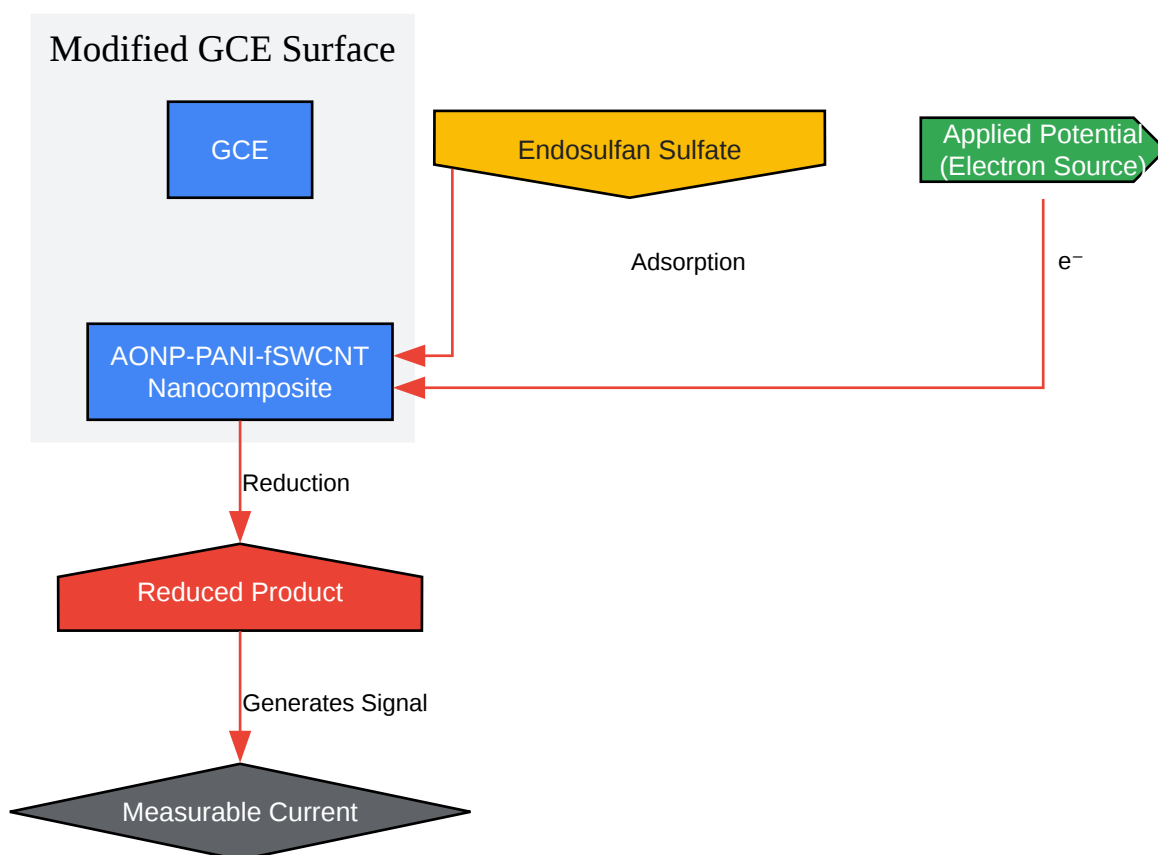 Modified GCE Surface
GCE
Endosulfan Sulfate
Applied Potential
(Electron Source)
Adsorption
e⁻
AONP-PANI-fSWCNT
Nanocomposite
Reduction
Reduced Product
Generates Signal
Measurable Current